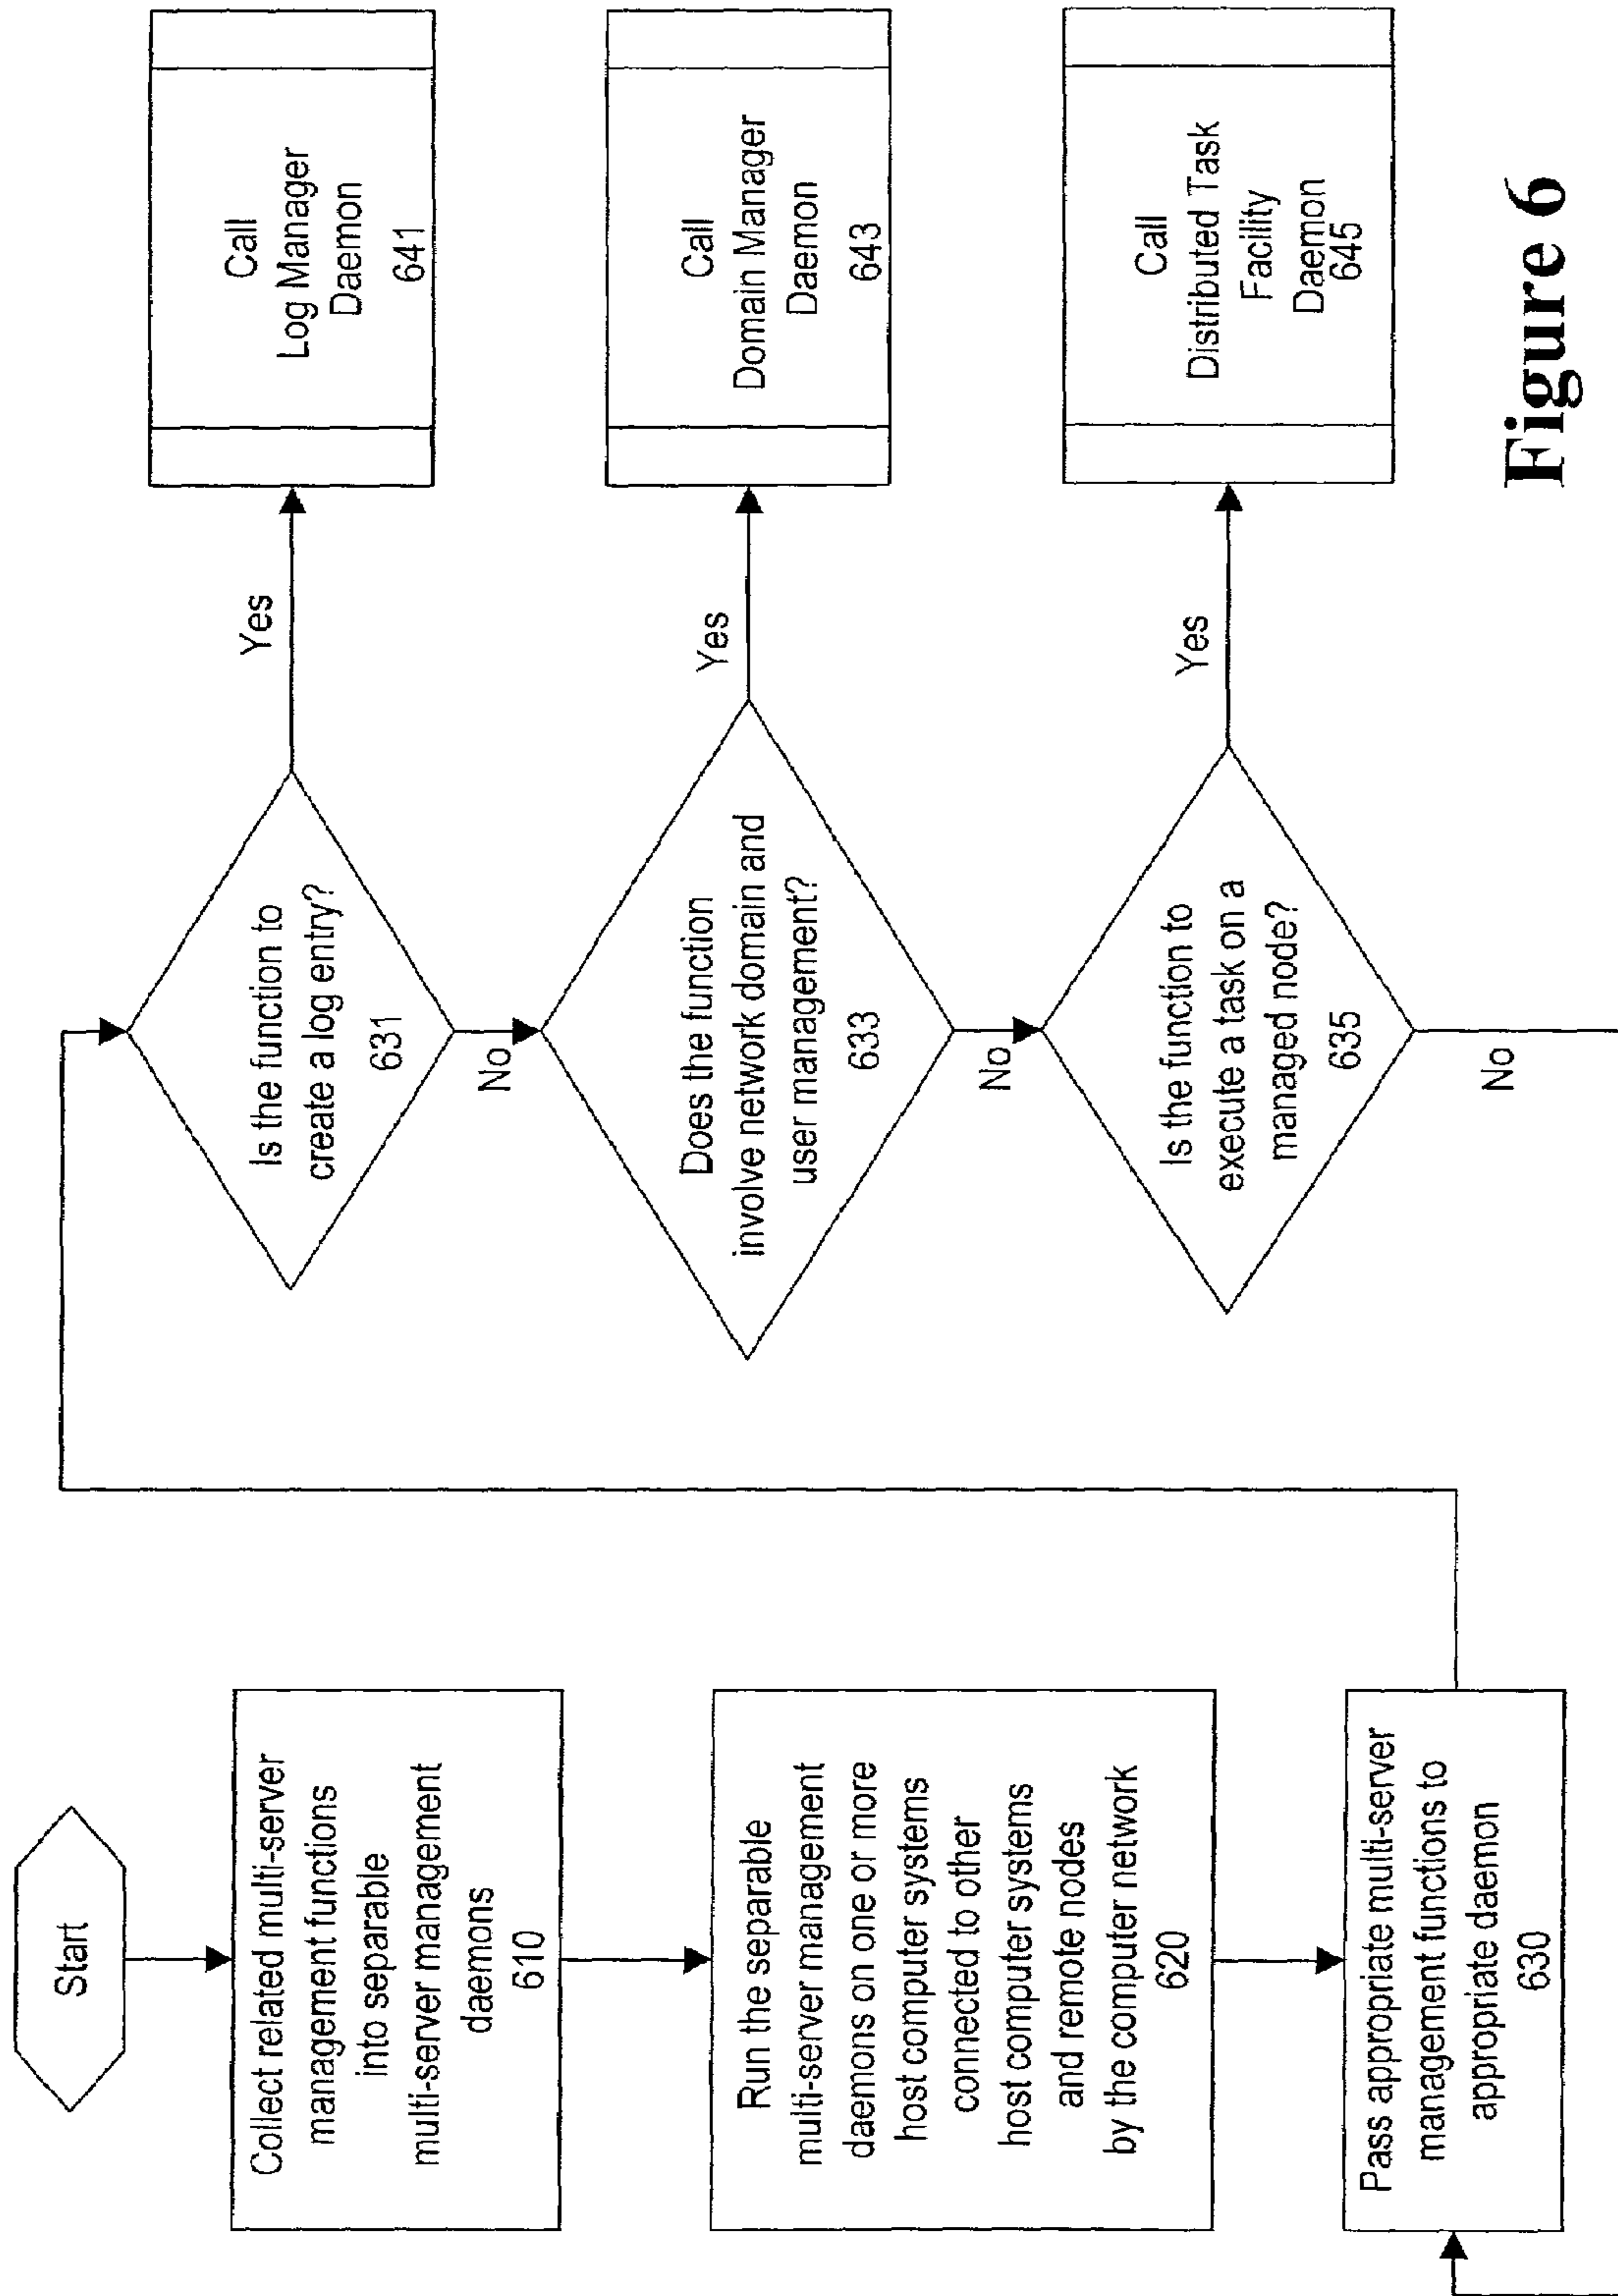 Start
Collect related multi-server
management functions
into separable
multi-server management
daemons
610
Run the separable
multi-server management
daemons on one or more
host computer systems
connected to other
host computer systems
and remote nodes
by the computer network
620
Pass appropriate multi-server
management functions to
appropriate daemon
630
Is the function to
create a log entry?
631
Yes
No
Call
Log Manager
Daemon
641
Does the function
involve network domain and
user management?
633
Yes
No
Call
Domain Manager
Daemon
643
Is the function to
execute a task on a
managed node?
635
Yes
No
Call
Distributed Task
Facility
Daemon
645
Figure 6